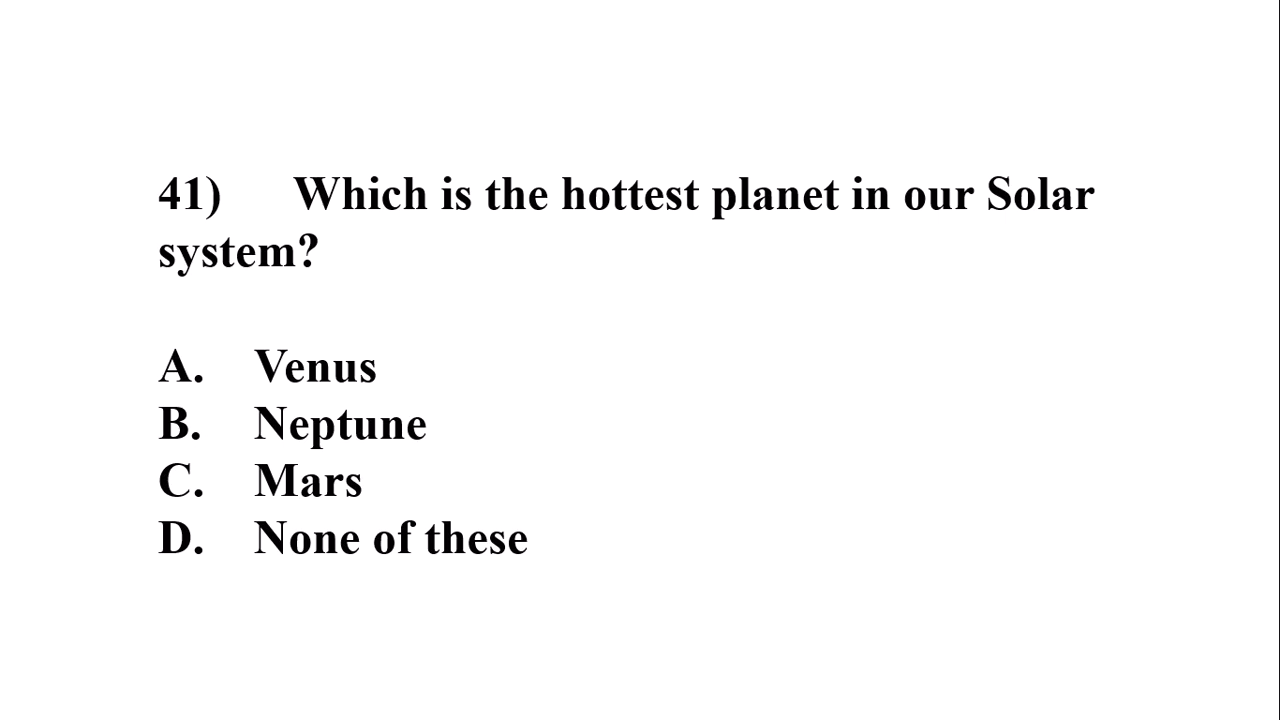 41) Which is the hottest planet in our Solar
system?
A. Venus
B. Neptune
C. Mars
D. None of these